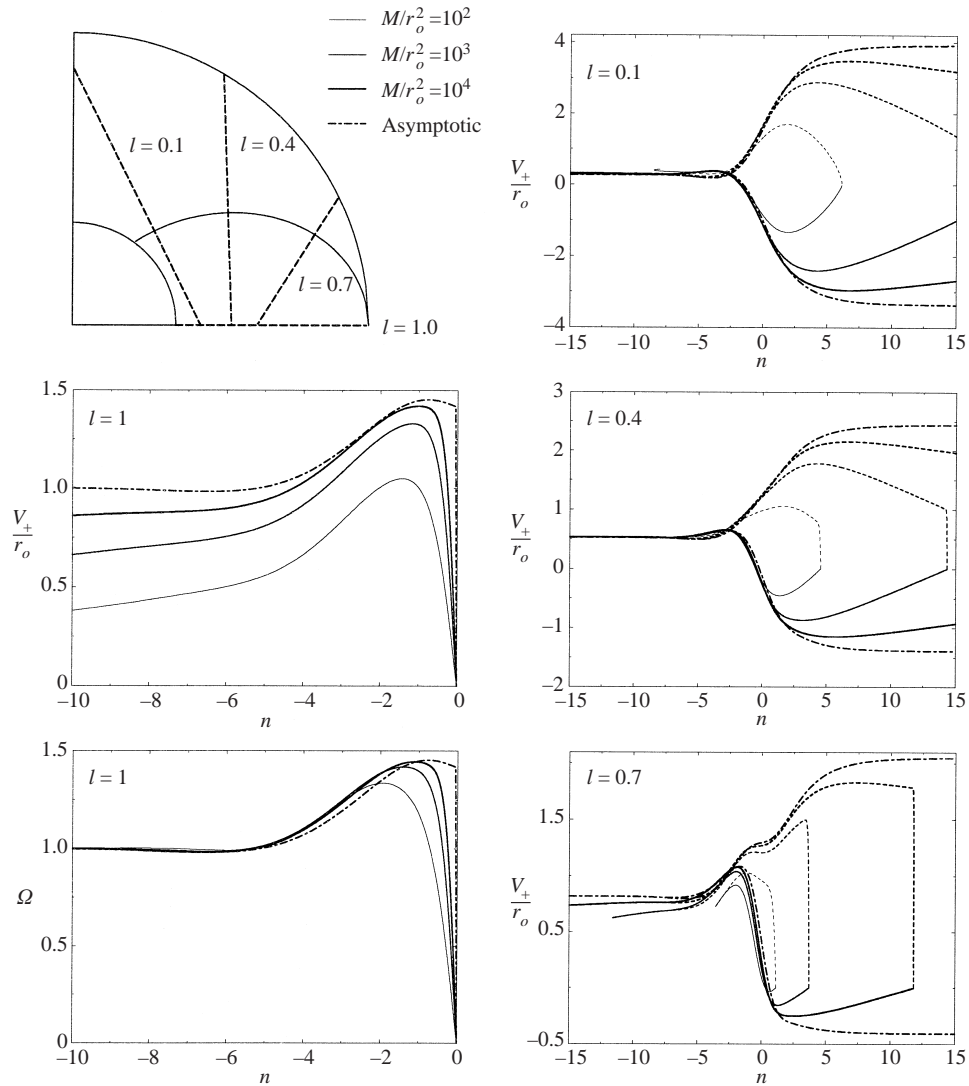 M/r_o^2=10^2
M/r_o^2=10^3
M/r_o^2=10^4
Asymptotic
l = 0.1
l = 0.4
l = 0.7
l = 1.0
l = 0.1
4
2
0
−2
−4
V_+/r_o
−15 −10 −5 0 5 10 15
n
l = 1
1.5
1.0
0.5
0
V_+/r_o
−10 −8 −6 −4 −2 0
n
l = 0.4
3
2
1
0
−1
−2
V_+/r_o
−15 −10 −5 0 5 10 15
n
l = 1
1.5
1.0
0.5
0
Ω
−10 −8 −6 −4 −2 0
n
l = 0.7
1.5
0.5
−0.5
V_+/r_o
−15 −10 −5 0 5 10 15
n